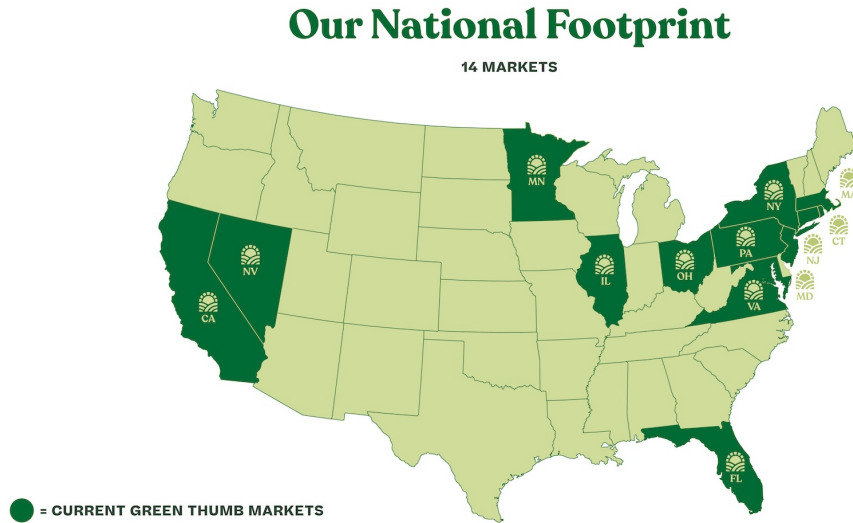 Our National Footprint
14 MARKETS
MN
NY
MA
CT
NV
PA
NJ
IL
OH
MD
VA
CA
FL
= CURRENT GREEN THUMB MARKETS